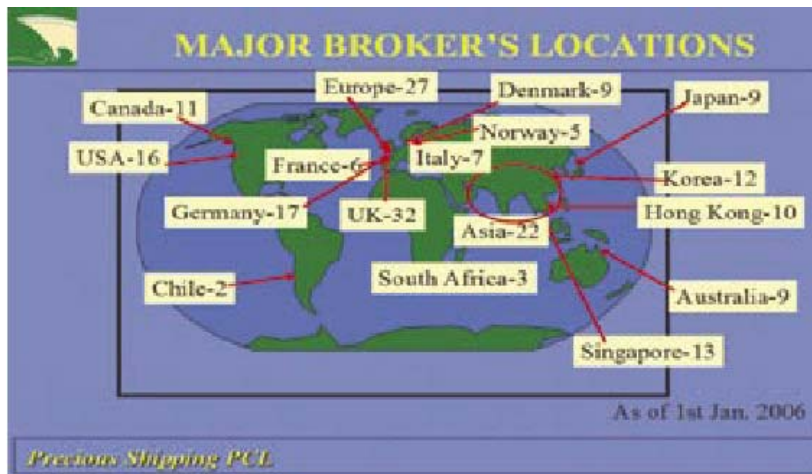 MAJOR BROKER'S LOCATIONS
Europe-27
Denmark-9
Japan-9
Canada-11
Norway-5
USA-16
France-6
Italy-7
Korea-12
Germany-17
UK-32
Hong Kong-10
Asia-22
Chile-2
South Africa-3
Australia-9
Singapore-13
As of 1st Jan. 2006
Precious Shipping PCL